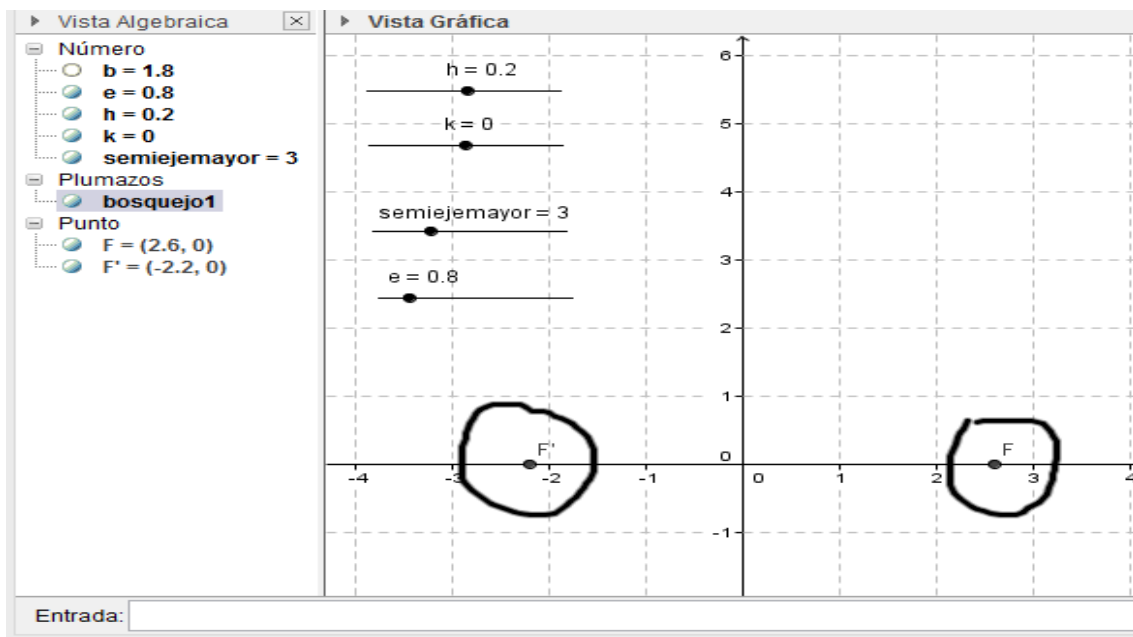 Vista Algebraica
Número
b = 1.8
e = 0.8
h = 0.2
k = 0
semiejemayor = 3
Plumazos
bosquejo1
Punto
F = (2.6, 0)
F' = (-2.2, 0)
Vista Gráfica
h = 0.2
k = 0
semiejemayor = 3
e = 0.8
6
5
4
3
2
1
0
-1
F'
F
-4 -3 -2 -1 0 1 2 3 4
Entrada: